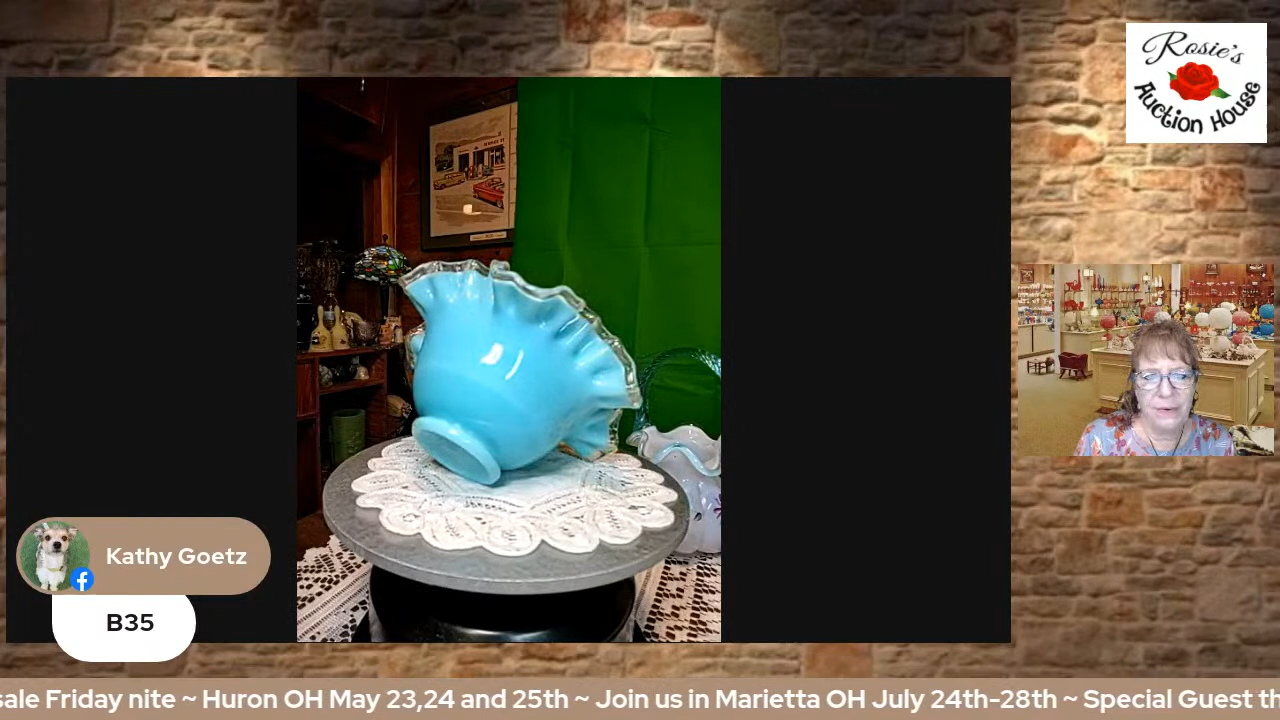 Rosie's
Auction House
Kathy Goetz
B35
sale Friday nite ~ Huron OH May 23,24 and 25th ~ Join us in Marietta OH July 24th-28th ~ Special Guest th